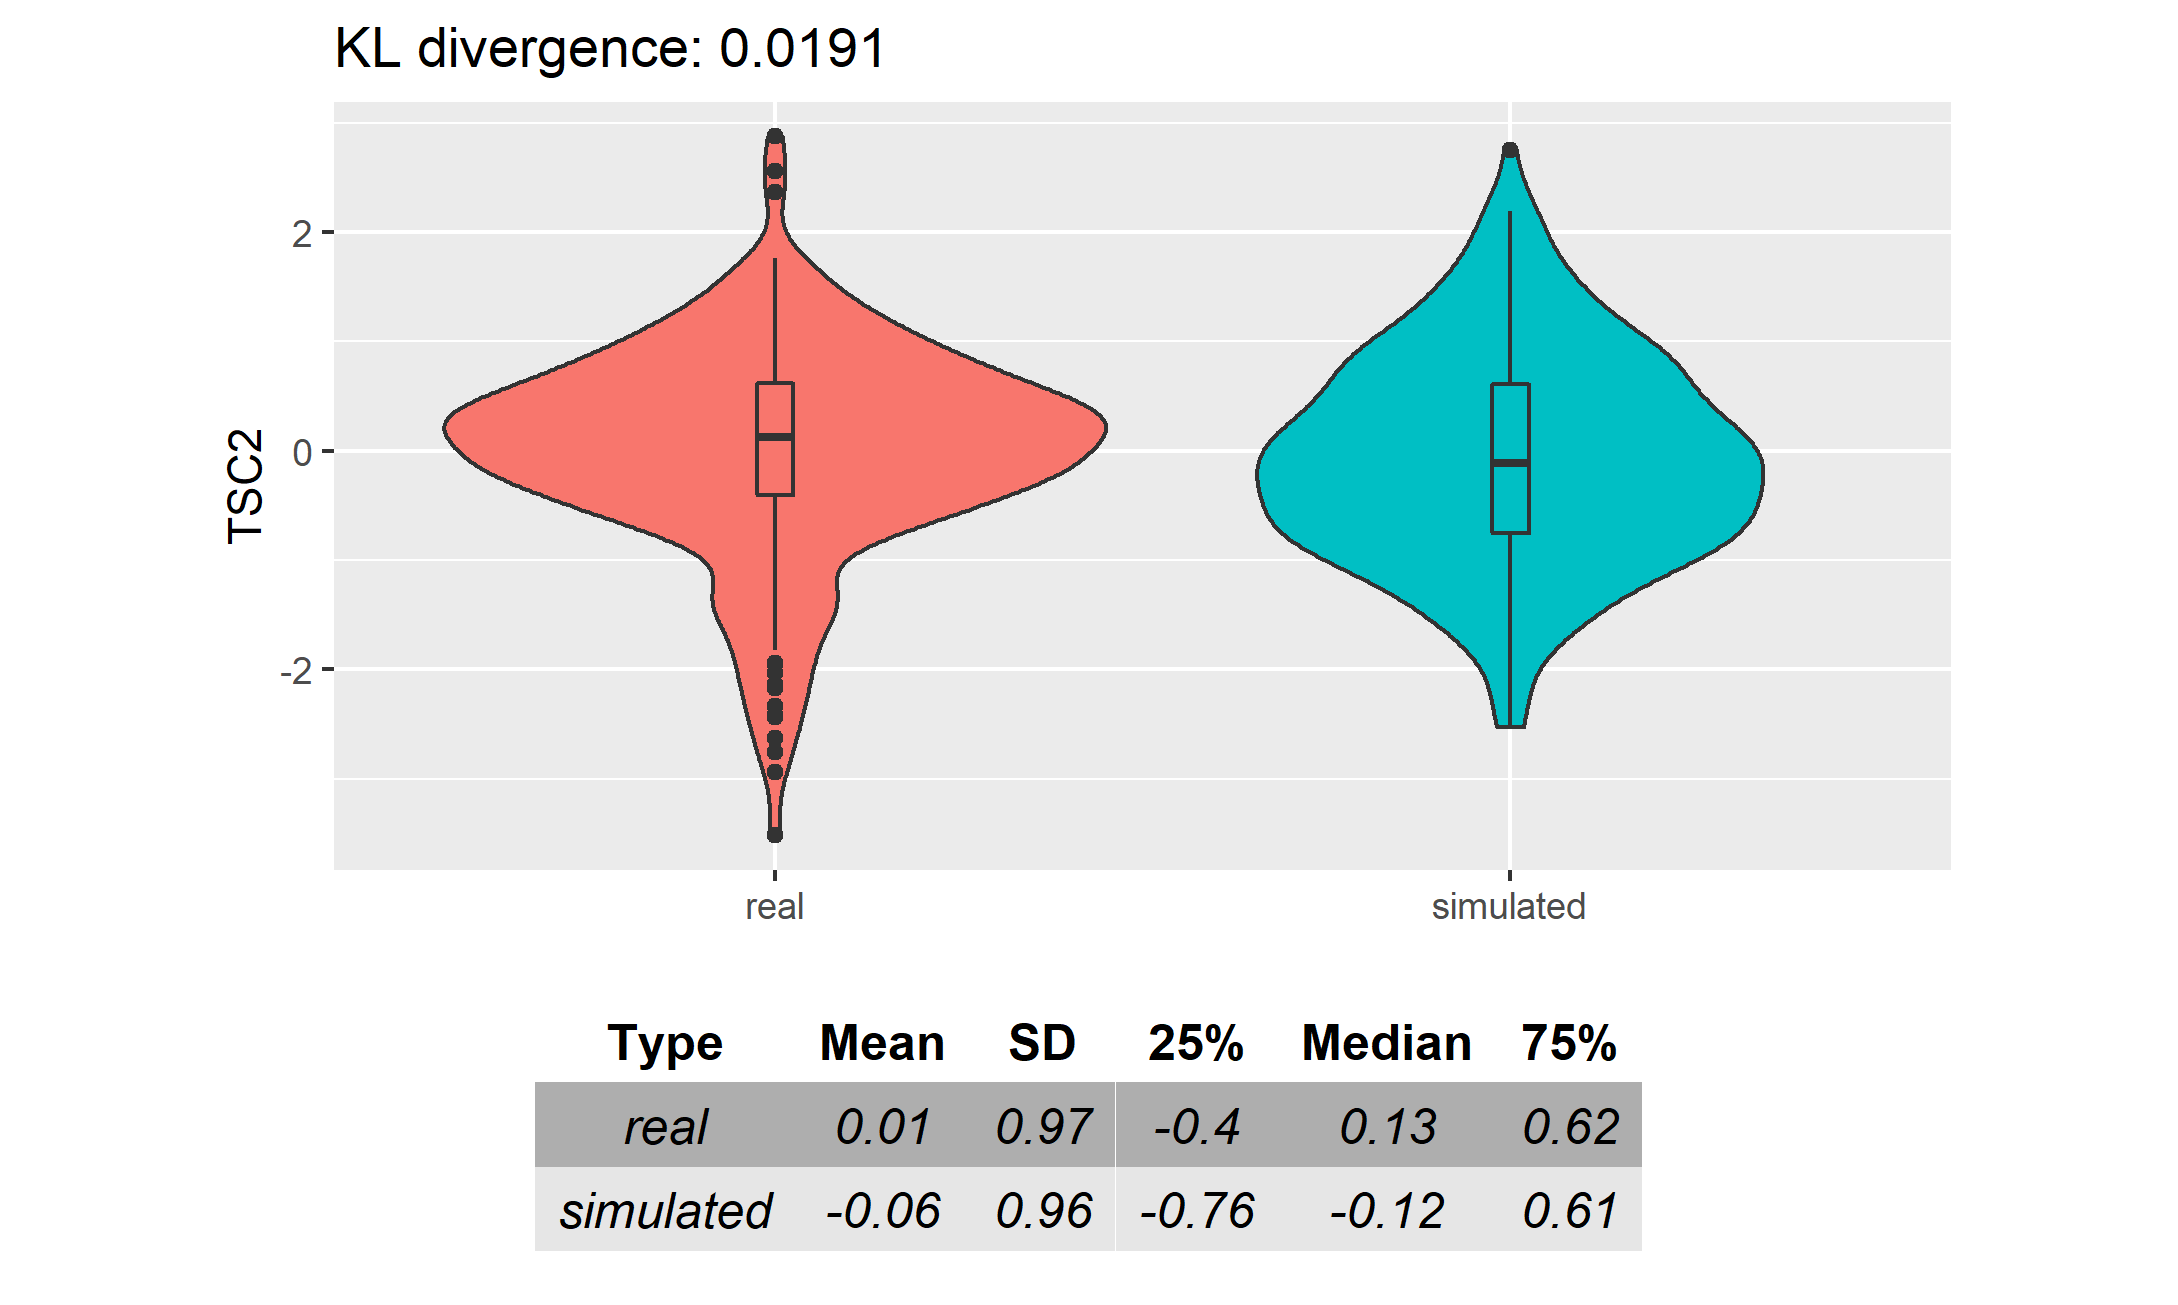 KL divergence: 0.0191
TSC2
2
0
-2
real simulated
Type Mean SD 25% Median 75%
real 0.01 0.97 -0.4 0.13 0.62
simulated -0.06 0.96 -0.76 -0.12 0.61